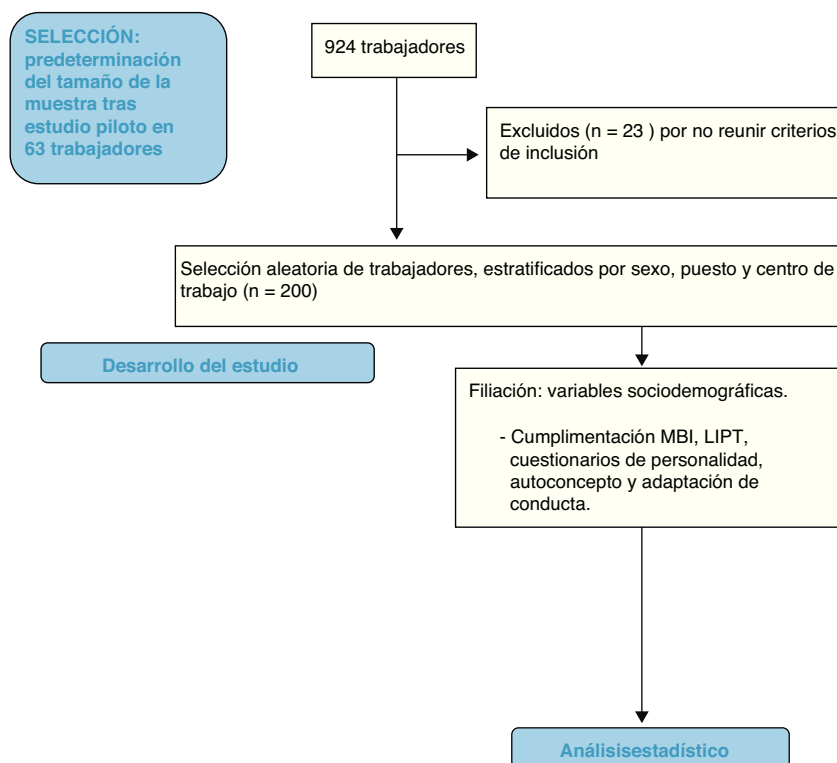 SELECCIÓN:
predeterminación
del tamaño de la
muestra tras
estudio piloto en
63 trabajadores
924 trabajadores
Excluidos (n = 23 ) por no reunir criterios
de inclusión
Selección aleatoria de trabajadores, estratificados por sexo, puesto y centro de
trabajo (n = 200)
Desarrollo del estudio
Filiación: variables sociodemográficas.
- Cumplimentación MBI, LIPT,
cuestionarios de personalidad,
autoconcepto y adaptación de
conducta.
Análisisestadístico